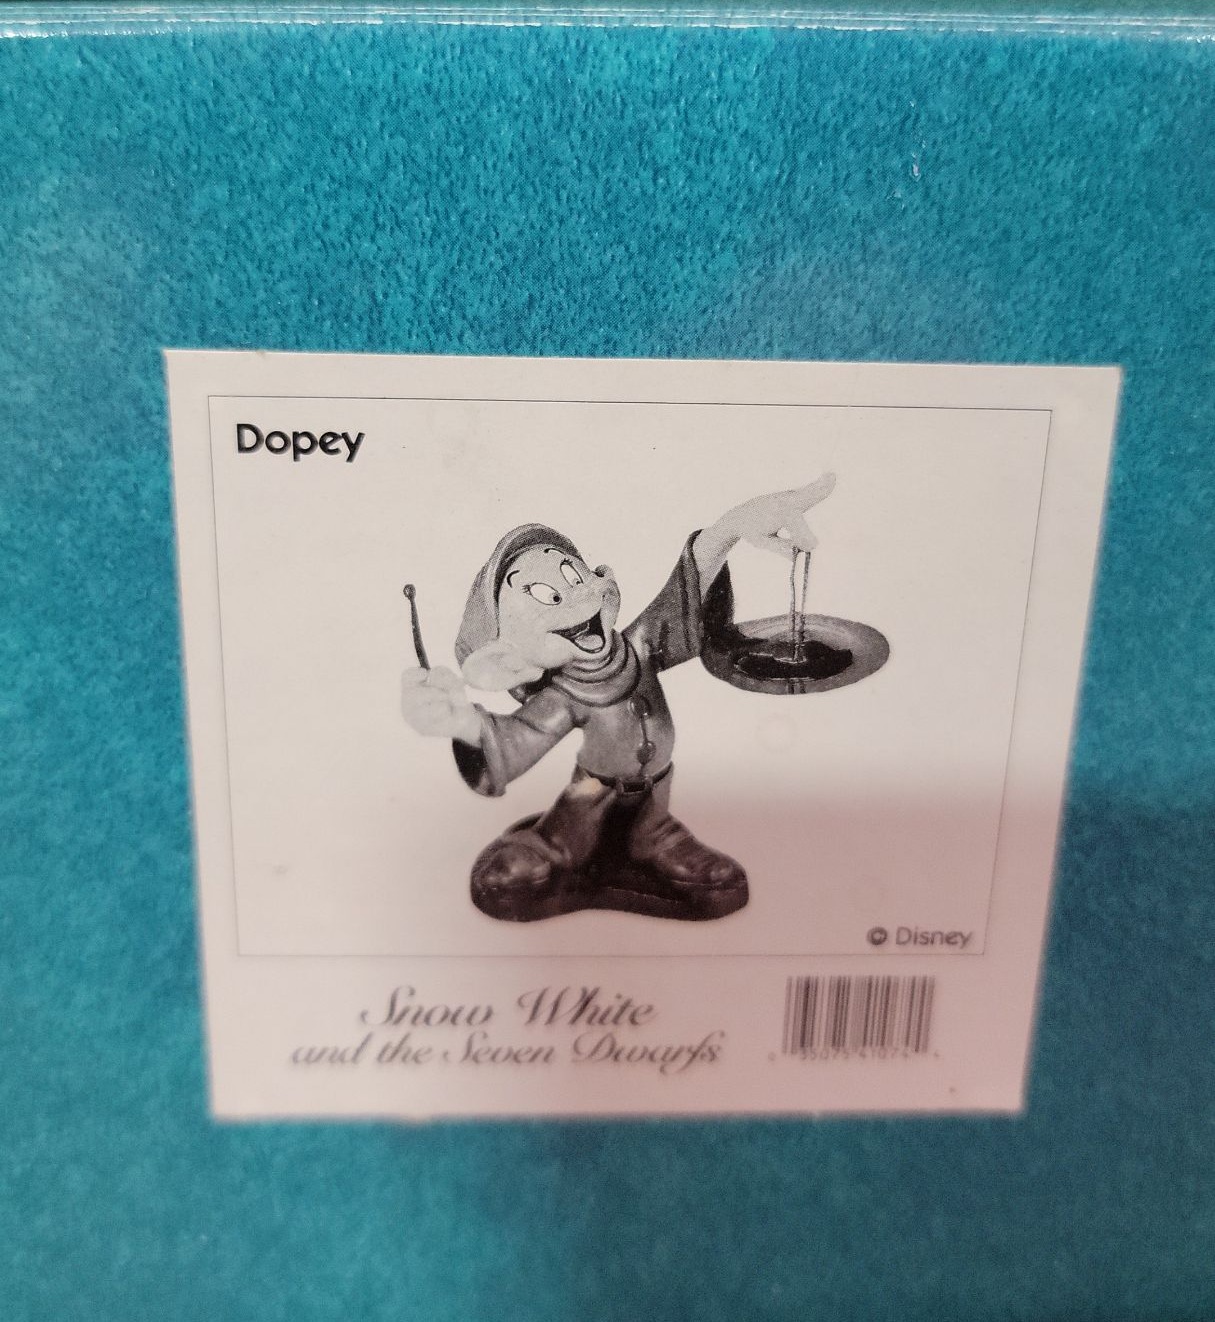 Dopey
© Disney
Snow White
and the Seven Dwarfs